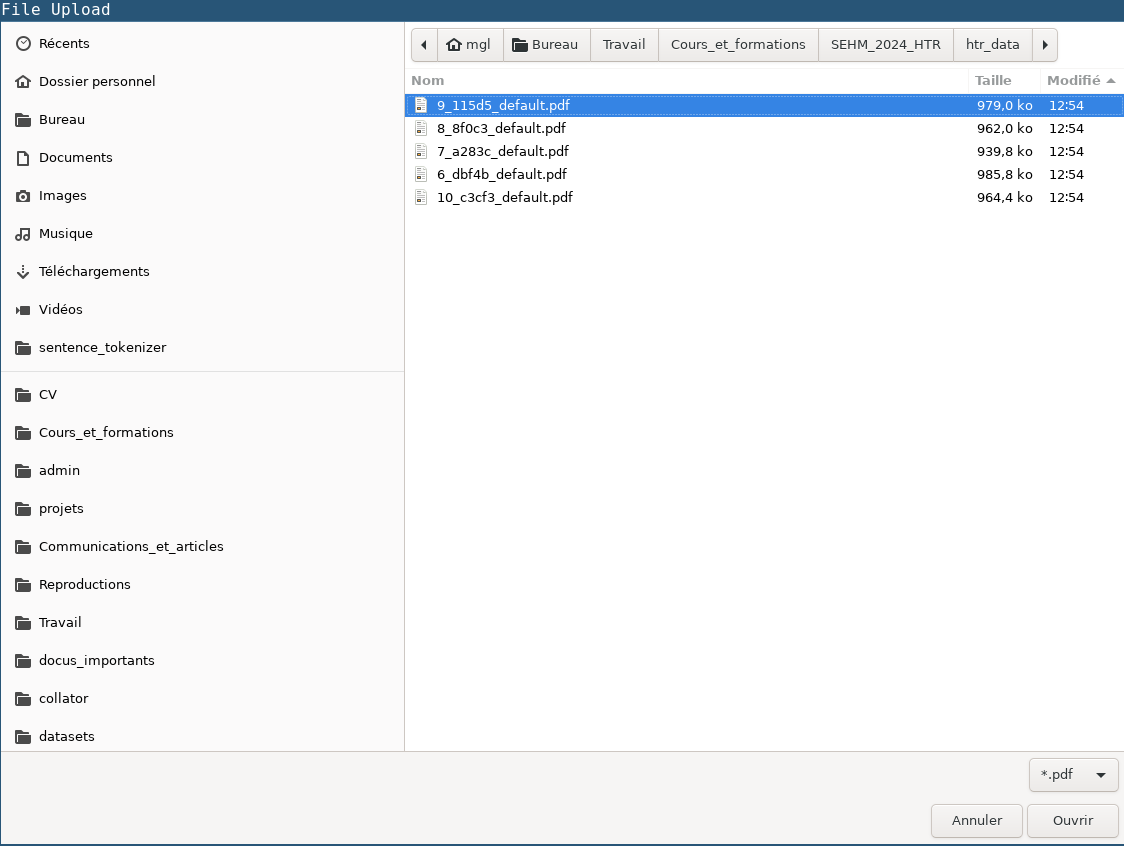 File Upload
Récents
Dossier personnel
Bureau
Documents
Images
Musique
Téléchargements
Vidéos
sentence_tokenizer
CV
Cours_et_formations
admin
projets
Communications_et_articles
Reproductions
Travail
docus_importants
collator
datasets
mgl Bureau Travail Cours_et_formations SEHM_2024_HTR htr_data
Nom Taille Modifié
9_115d5_default.pdf 979,0 ko 12:54
8_8f0c3_default.pdf 962,0 ko 12:54
7_a283c_default.pdf 939,8 ko 12:54
6_dbf4b_default.pdf 985,8 ko 12:54
10_c3cf3_default.pdf 964,4 ko 12:54
*.pdf
Annuler Ouvrir